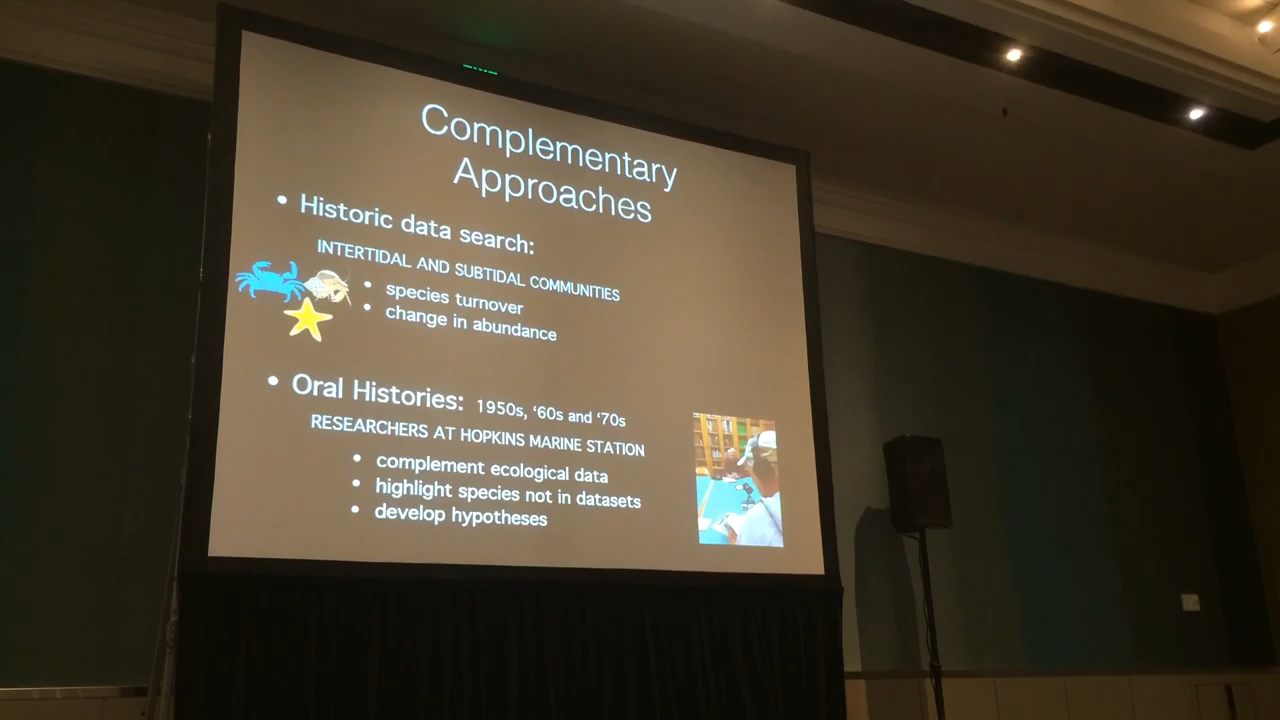 Complementary
Approaches
• Historic data search:
INTERTIDAL AND SUBTIDAL COMMUNITIES
• species turnover
• change in abundance
• Oral Histories: 1950s, ‘60s and ‘70s
RESEARCHERS AT HOPKINS MARINE STATION
• complement ecological data
• highlight species not in datasets
• develop hypotheses